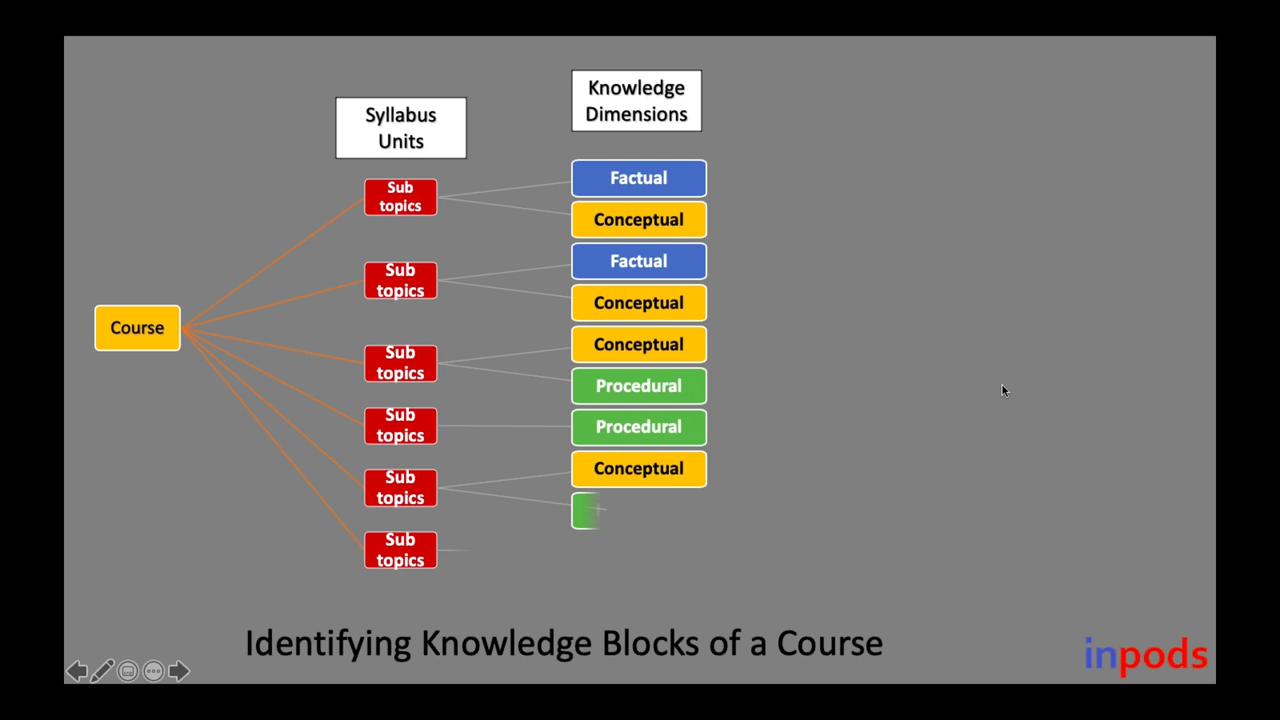 Knowledge
Dimensions
Syllabus
Units
Factual
Sub
topics
Conceptual
Factual
Sub
topics
Conceptual
Course
Conceptual
Sub
topics
Procedural
Sub
topics
Procedural
Conceptual
Sub
topics
Sub
topics
Identifying Knowledge Blocks of a Course
inpods